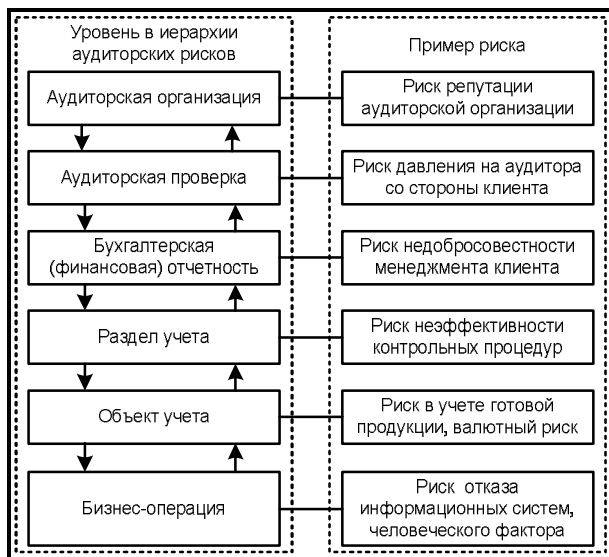 Уровень в иерархии
аудиторских рисков
Пример риска
Аудиторская организация
Риск репутации
аудиторской организации
Аудиторская проверка
Риск давления на аудитора
со стороны клиента
Бухгалтерская
(финансовая) отчетность
Риск недобросовестности
менеджмента клиента
Раздел учета
Риск неэффективности
контрольных процедур
Объект учета
Риск в учете готовой
продукции, валютный риск
Бизнес-операция
Риск отказа
информационных систем,
человеческого фактора